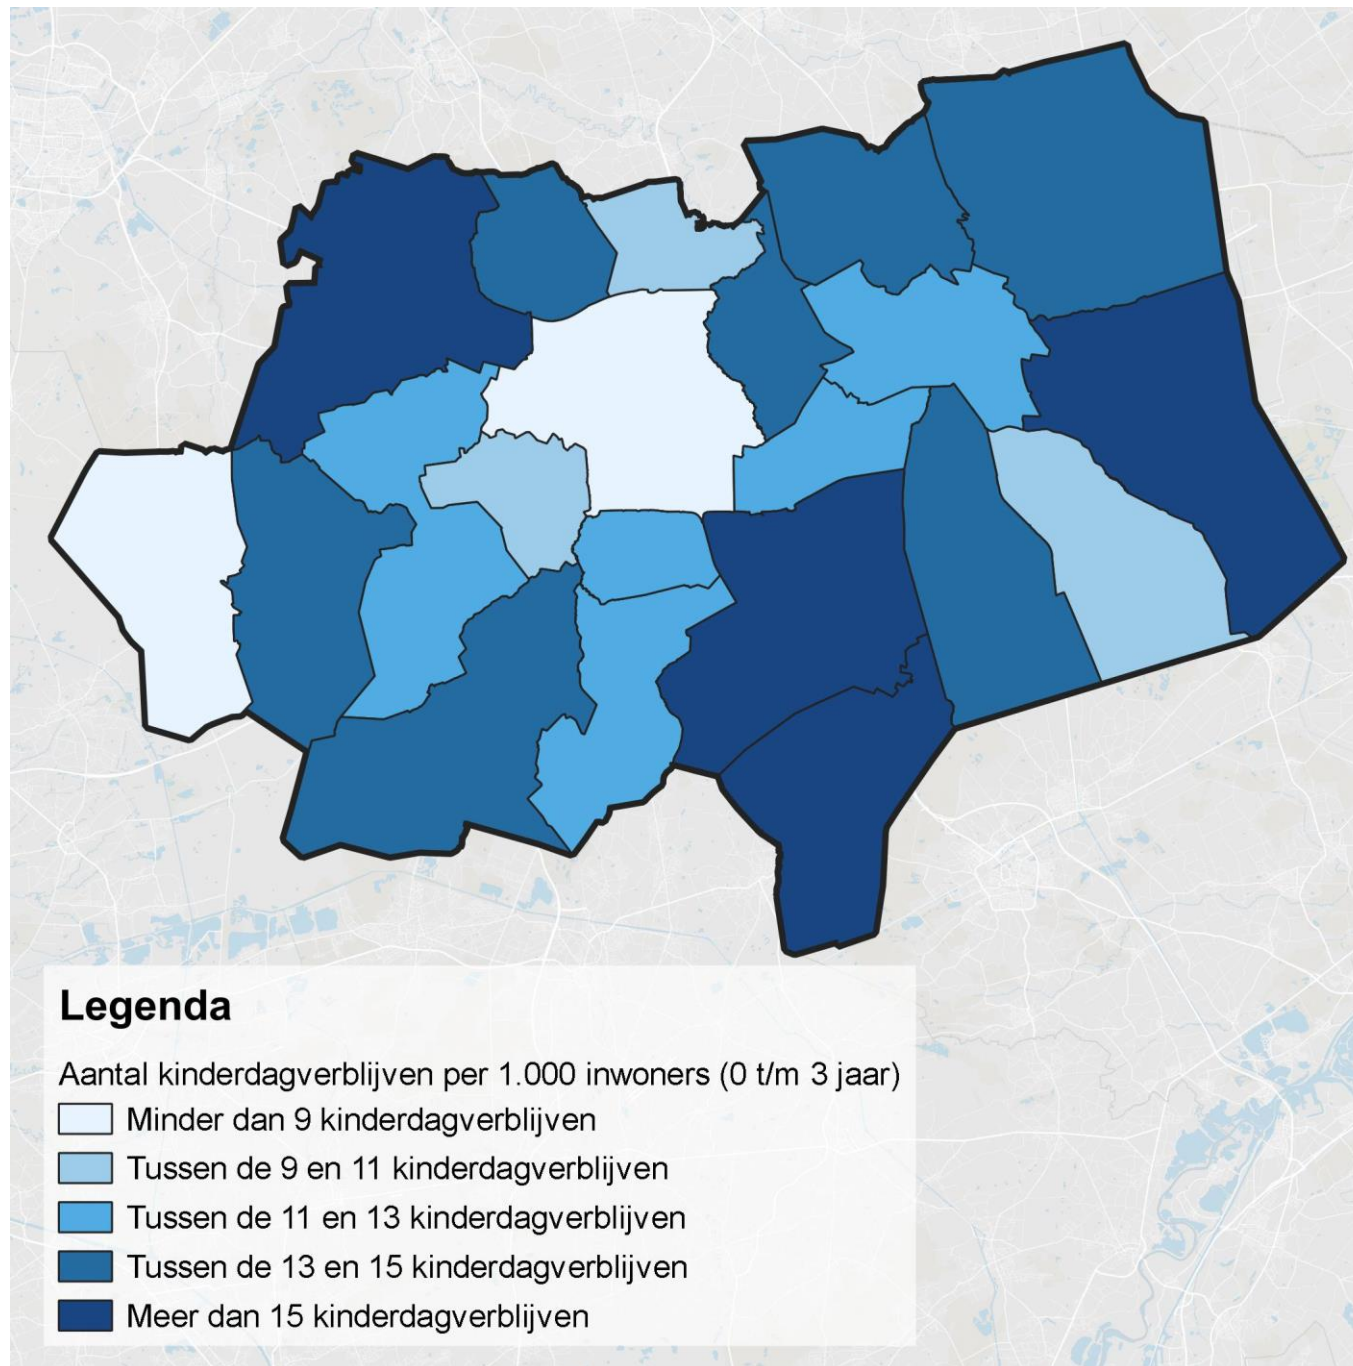 Legenda
Aantal kinderdagverblijven per 1.000 inwoners (0 t/m 3 jaar)
Minder dan 9 kinderdagverblijven
Tussen de 9 en 11 kinderdagverblijven
Tussen de 11 en 13 kinderdagverblijven
Tussen de 13 en 15 kinderdagverblijven
Meer dan 15 kinderdagverblijven